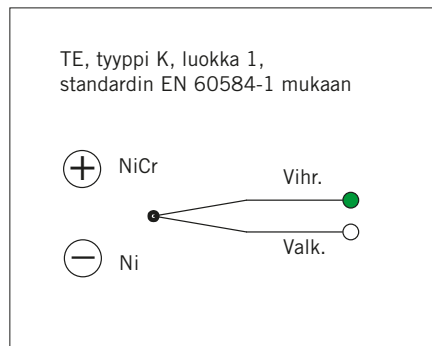 TE, tyyppi K, luokka 1,
standardin EN 60584-1 mukaan
+ NiCr
Vihr.
− Ni
Valk.